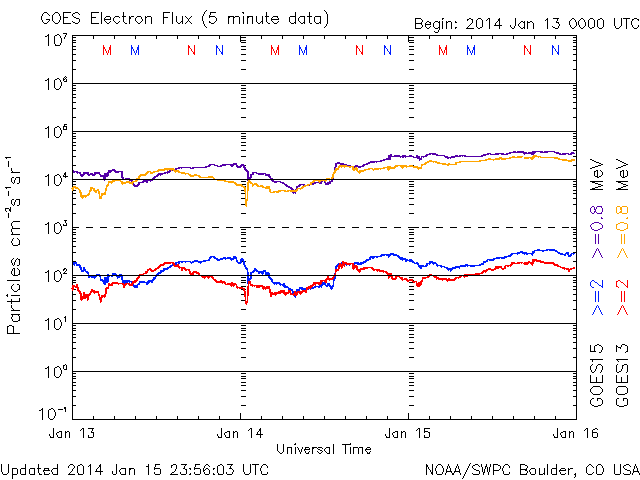 GOES Electron Flux (5 minute data)
Begin: 2014 Jan 13 0000 UTC
M M N N M M N N M M N N
10⁷
10⁶
10⁵
10⁴
10³
10²
10¹
10⁰
10⁻¹
Particles cm⁻²s⁻¹sr⁻¹
Jan 13 Jan 14 Jan 15 Jan 16
Universal Time
GOES15 >=2 >=0.8 MeV
GOES13 >=2 >=0.8 MeV
Updated 2014 Jan 15 23:56:03 UTC
NOAA/SWPC Boulder, CO USA